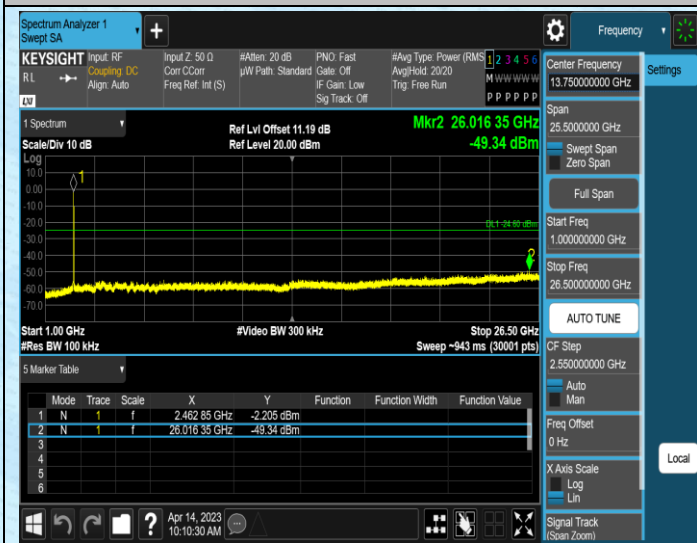 Spectrum Analyzer 1
Swept SA
Frequency
KEYSIGHT
RL
LXI
Input: RF
Coupling: DC
Align: Auto
Input Z: 50 Ω
Corr CCorr
Freq Ref: Int (S)
#Atten: 20 dB
µW Path: Standard
PNO: Fast
Gate: Off
IF Gain: Low
Sig Track: Off
#Avg Type: Power (RMS
Avg|Hold: 20/20
Trig: Free Run
1 2 3 4 5 6
M W W W W W
P P P P P P
1 Spectrum
Scale/Div 10 dB
Ref Lvl Offset 11.19 dB
Ref Level 20.00 dBm
Mkr2 26.016 35 GHz
-49.34 dBm
Log
10.0
0.00
-10.0
-20.0
-30.0
-40.0
-50.0
-60.0
-70.0
1
DL1 -24.60 dBm
2
Start 1.00 GHz
#Res BW 100 kHz
#Video BW 300 kHz
Stop 26.50 GHz
Sweep ~943 ms (30001 pts)
5 Marker Table
Mode Trace Scale X Y Function Function Width Function Value
1 N 1 f 2.462 85 GHz -2.205 dBm
2 N 1 f 26.016 35 GHz -49.34 dBm
3
4
5
6
Apr 14, 2023
10:10:30 AM
Center Frequency
13.750000000 GHz
Settings
Span
25.5000000 GHz
Swept Span
Zero Span
Full Span
Start Freq
1.000000000 GHz
Stop Freq
26.500000000 GHz
AUTO TUNE
CF Step
2.550000000 GHz
Auto
Man
Freq Offset
0 Hz
X Axis Scale
Log
Lin
Local
Signal Track
(Span Zoom)